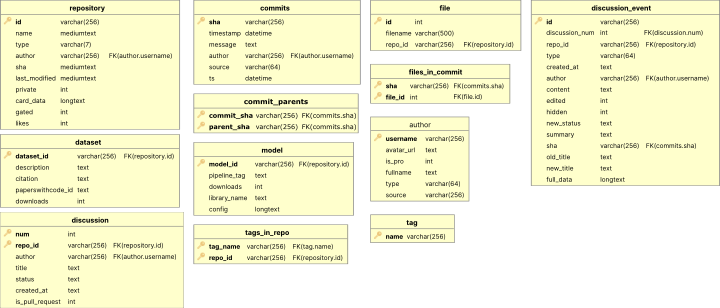 repository
id varchar(256)
name mediumtext
type varchar(7)
author varchar(256) FK(author.username)
sha mediumtext
last_modified mediumtext
private int
card_data longtext
gated int
likes int
dataset
dataset_id varchar(256) FK(repository.id)
description text
citation text
paperswithcode_id text
downloads int
discussion
num int
repo_id varchar(256) FK(repository.id)
author varchar(256) FK(author.username)
title text
status text
created_at text
is_pull_request int
commits
sha varchar(256)
timestamp datetime
message text
author varchar(256) FK(author.username)
source varchar(64)
ts datetime
commit_parents
commit_sha varchar(256) FK(commits.sha)
parent_sha varchar(256) FK(commits.sha)
model
model_id varchar(256) FK(repository.id)
pipeline_tag text
downloads int
library_name text
config longtext
tags_in_repo
tag_name varchar(256) FK(tag.name)
repo_id varchar(256) FK(repository.id)
file
id int
filename varchar(500)
repo_id varchar(256) FK(repository.id)
files_in_commit
sha varchar(256) FK(commits.sha)
file_id int FK(file.id)
author
username varchar(256)
avatar_url text
is_pro int
fullname text
type varchar(64)
source varchar(256)
tag
name varchar(256)
discussion_event
id varchar(256)
discussion_num int FK(discussion.num)
repo_id varchar(256) FK(repository.id)
type varchar(64)
created_at text
author varchar(256) FK(author.username)
content text
edited int
hidden int
new_status text
summary text
sha varchar(256) FK(commits.sha)
old_title text
new_title text
full_data longtext